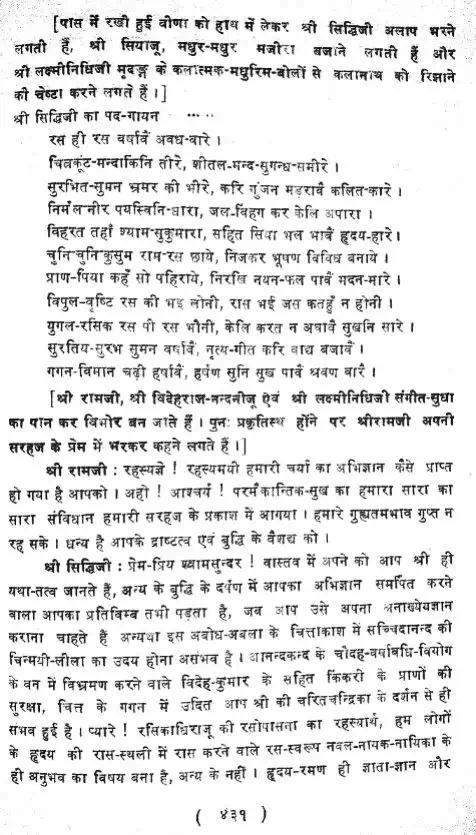 [पास में रखी हुई वीणा को हाथ में लेकर श्री सिद्धिजी अलाप भरने
लगती हैं, श्री सियाजू, मधुर-मधुर मजीरा बजाने लगती हैं और
श्री लक्ष्मीनिधिजी मृदङ्ग के कलात्मक-मधुरिम-बोलों से कलानाथ को रिझाने
की चेष्टा करने लगते हैं ।]
श्री सिद्धिजी का पद-गायन .....
रस ही रस वर्षावैं अवध-वारे ।
चित्रकूट-मन्दाकिनि तीरे, शीतल-मन्द-सुगन्ध-समीरे ।
सुरभित-सुमन भ्रमर की भीरे, करि गुंजन मड़रावैं कलित-कारे ।
निर्मल नीर पयस्विनि-धारा, जल-विहग कर केलि अपारा ।
विहरत तहाँ श्याम-सुकुमारा, सहित सिया भल भावैं हृदय-हारे ।
चुनि-चुनि कुसुम राम-रस छाये, निजकर भूषण विविध बनाये ।
प्राण-पिया कहुँ सो पहिराये, निरखि नयन-फल पावैं मदन-मारे ।
विपुल-वृष्टि रस की भइ लोनी, रास भई जस कतहुँ न होनी ।
युगल-रसिक रस पी रस भौनी, केलि करत न अघावैं सुखनि सारे ।
सुरतिय-सुरभ सुमन वर्षावैं, नृत्य-गीत करि वाद्य बजावैं ।
गगन-विमान चढ़ी हर्षावैं, हर्षण सुनि सुख पावैं श्रवण वारै ।
[श्री रामजी, श्री विदेहराज-नन्दनीजू एवं श्री लक्ष्मीनिधिजी संगीत-सुधा
का पान कर विभोर बन जाते हैं । पुनः प्रकृतिस्थ होंने पर श्रीरामजी अपनी
सरहज के प्रेम में भरकर कहने लगते हैं ।]
श्री रामजी : रहस्यज्ञे ! रहस्यमयी हमारी चर्या का अभिज्ञान कैसे प्राप्त
हो गया है आपको । अहो ! आश्चर्य ! परमैकान्तिक-सुख का हमारा सारा का
सारा संविधान हमारी सरहज के प्रकाश में आगया । हमारे गुह्यतमभाव गुप्त न
रह सके । धन्य है आपके द्राष्टत्व एवं बुद्धि के वैशद्य को ।
श्री सिद्धिजी : प्रेम-प्रिय श्यामसुन्दर ! वास्तव में अपने को आप श्री ही
यथा-तत्व जानते हैं, अन्य के बुद्धि के दर्पण में आपका अभिज्ञान समर्पित करने
वाला आपका प्रतिविम्ब तभी पड़ता है, जब आप उसे अपना अनाख्येयज्ञान
कराना चाहते हैं अन्यथा इस अबोध-अबला के चित्ताकाश में सच्चिदानन्द की
चिन्मयी-लीला का उदय होना असंभव है । आनन्दकन्द के चौदह-वर्षावधि-वियोग
के वन में विभ्रमण करने वाले विदेह-कुमार के सहित किंकरी के प्राणों की
सुरक्षा, चित्त के गगन में उदित आप श्री की चरितचन्द्रिका के दर्शन से ही
संभव हुई है । प्यारे ! रसिकाधिराजू की रसोपासना का रहस्यार्थ, हम लोगों
के हृदय की रास-स्थली में रास करने वाले रस-स्वरूप नवल-नायक-नायिका के
ही अनुभव का विषय बना है, अन्य के नहीं । हृदय-रमण ही ज्ञाता-ज्ञान और
( ४३१ )